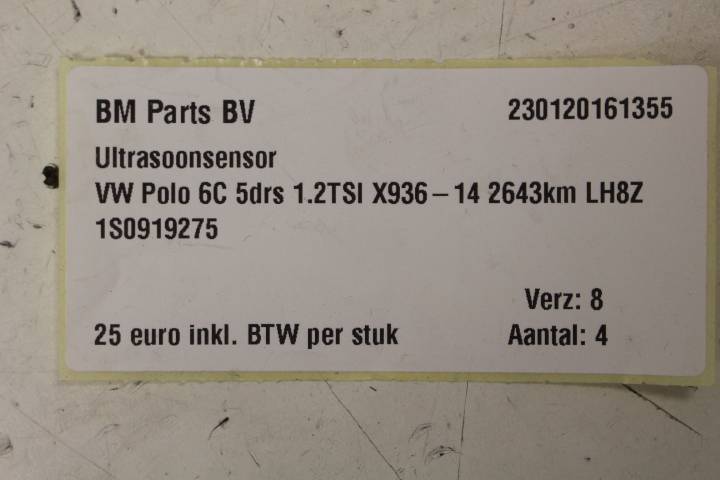 BM Parts BV 230120161355
Ultrasoonsensor
VW Polo 6C 5drs 1.2TSI X936 – 14 2643km LH8Z
1S0919275
Verz: 8
25 euro inkl. BTW per stuk Aantal: 4